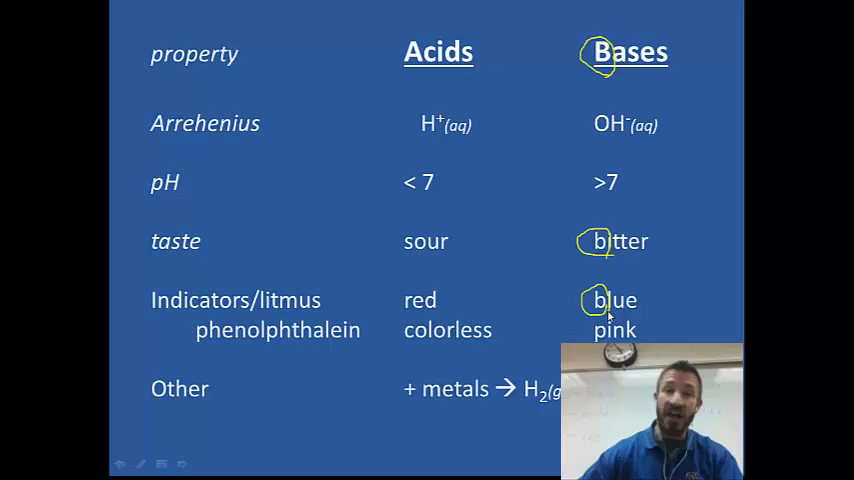 property Acids Bases
Arrehenius H⁺(aq) OH⁻(aq)
pH < 7 >7
taste sour bitter
Indicators/litmus red blue
phenolphthalein colorless pink
Other + metals → H₂(g